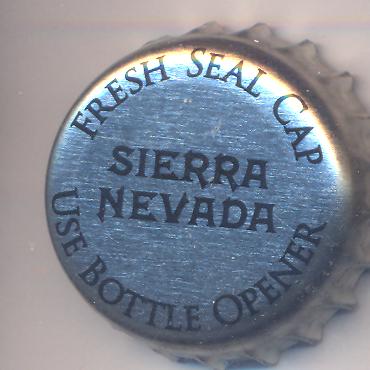 FRESH SEAL CAP
SIERRA
NEVADA
USE BOTTLE OPENER